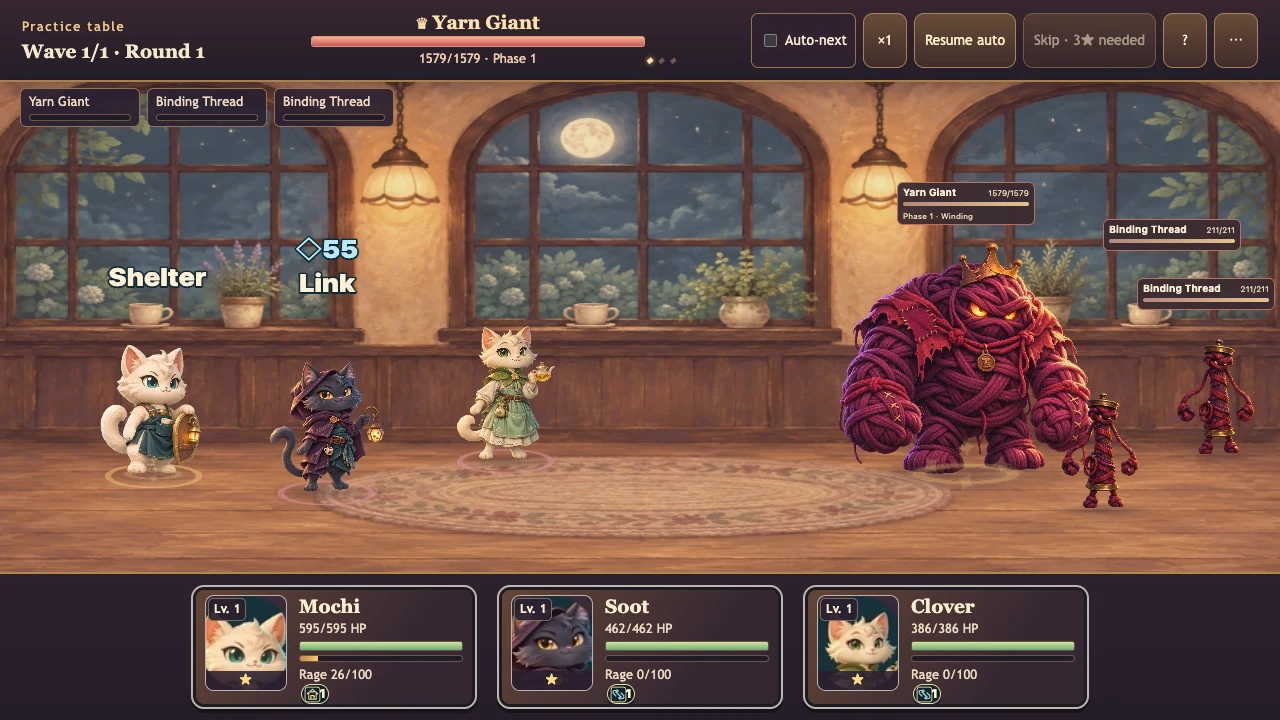 Practice table
Wave 1/1 · Round 1
♛ Yarn Giant
1579/1579 · Phase 1
Auto-next
×1
Resume auto
Skip · 3★ needed
?
···
Yarn Giant
Binding Thread
Binding Thread
Yarn Giant 1579/1579
Phase 1 · Winding
Binding Thread 211/211
Binding Thread 211/211
Shelter
◇55
Link
Lv. 1
Mochi
595/595 HP
Rage 26/100
1
Lv. 1
Soot
462/462 HP
Rage 0/100
1
Lv. 1
Clover
386/386 HP
Rage 0/100
1